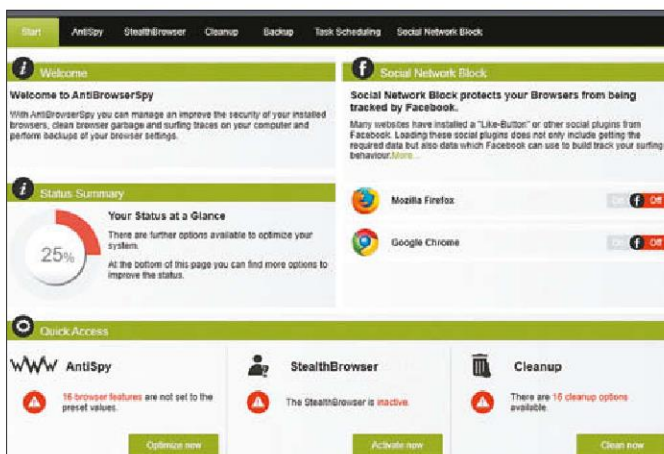 Start AntiSpy StealthBrowser Cleanup Backup Task Scheduling Social Network Block
Welcome
Welcome to AntiBrowserSpy
With AntiBrowserSpy you can manage an improve the security of your installed
browsers, clean browser garbage and surfing traces on your computer and
perform backups of your browser settings.
Status Summary
25%
Your Status at a Glance
There are further options available to optimize your
system.
At the bottom of this page you can find more options to
improve the status.
Social Network Block
Social Network Block protects your Browsers from being
tracked by Facebook.
Many websites have installed a "Like-Button" or other social plugins from
Facebook. Loading these social plugins does not only include getting the
required data but also data which Facebook can use to build track your surfing
behaviour.More...
Mozilla Firefox On Off
Google Chrome On Off
Quick Access
AntiSpy
16 browser features are not set to the
preset values.
Optimize now
StealthBrowser
The StealthBrowser is inactive.
Activate now
Cleanup
There are 16 cleanup options
available.
Clean now